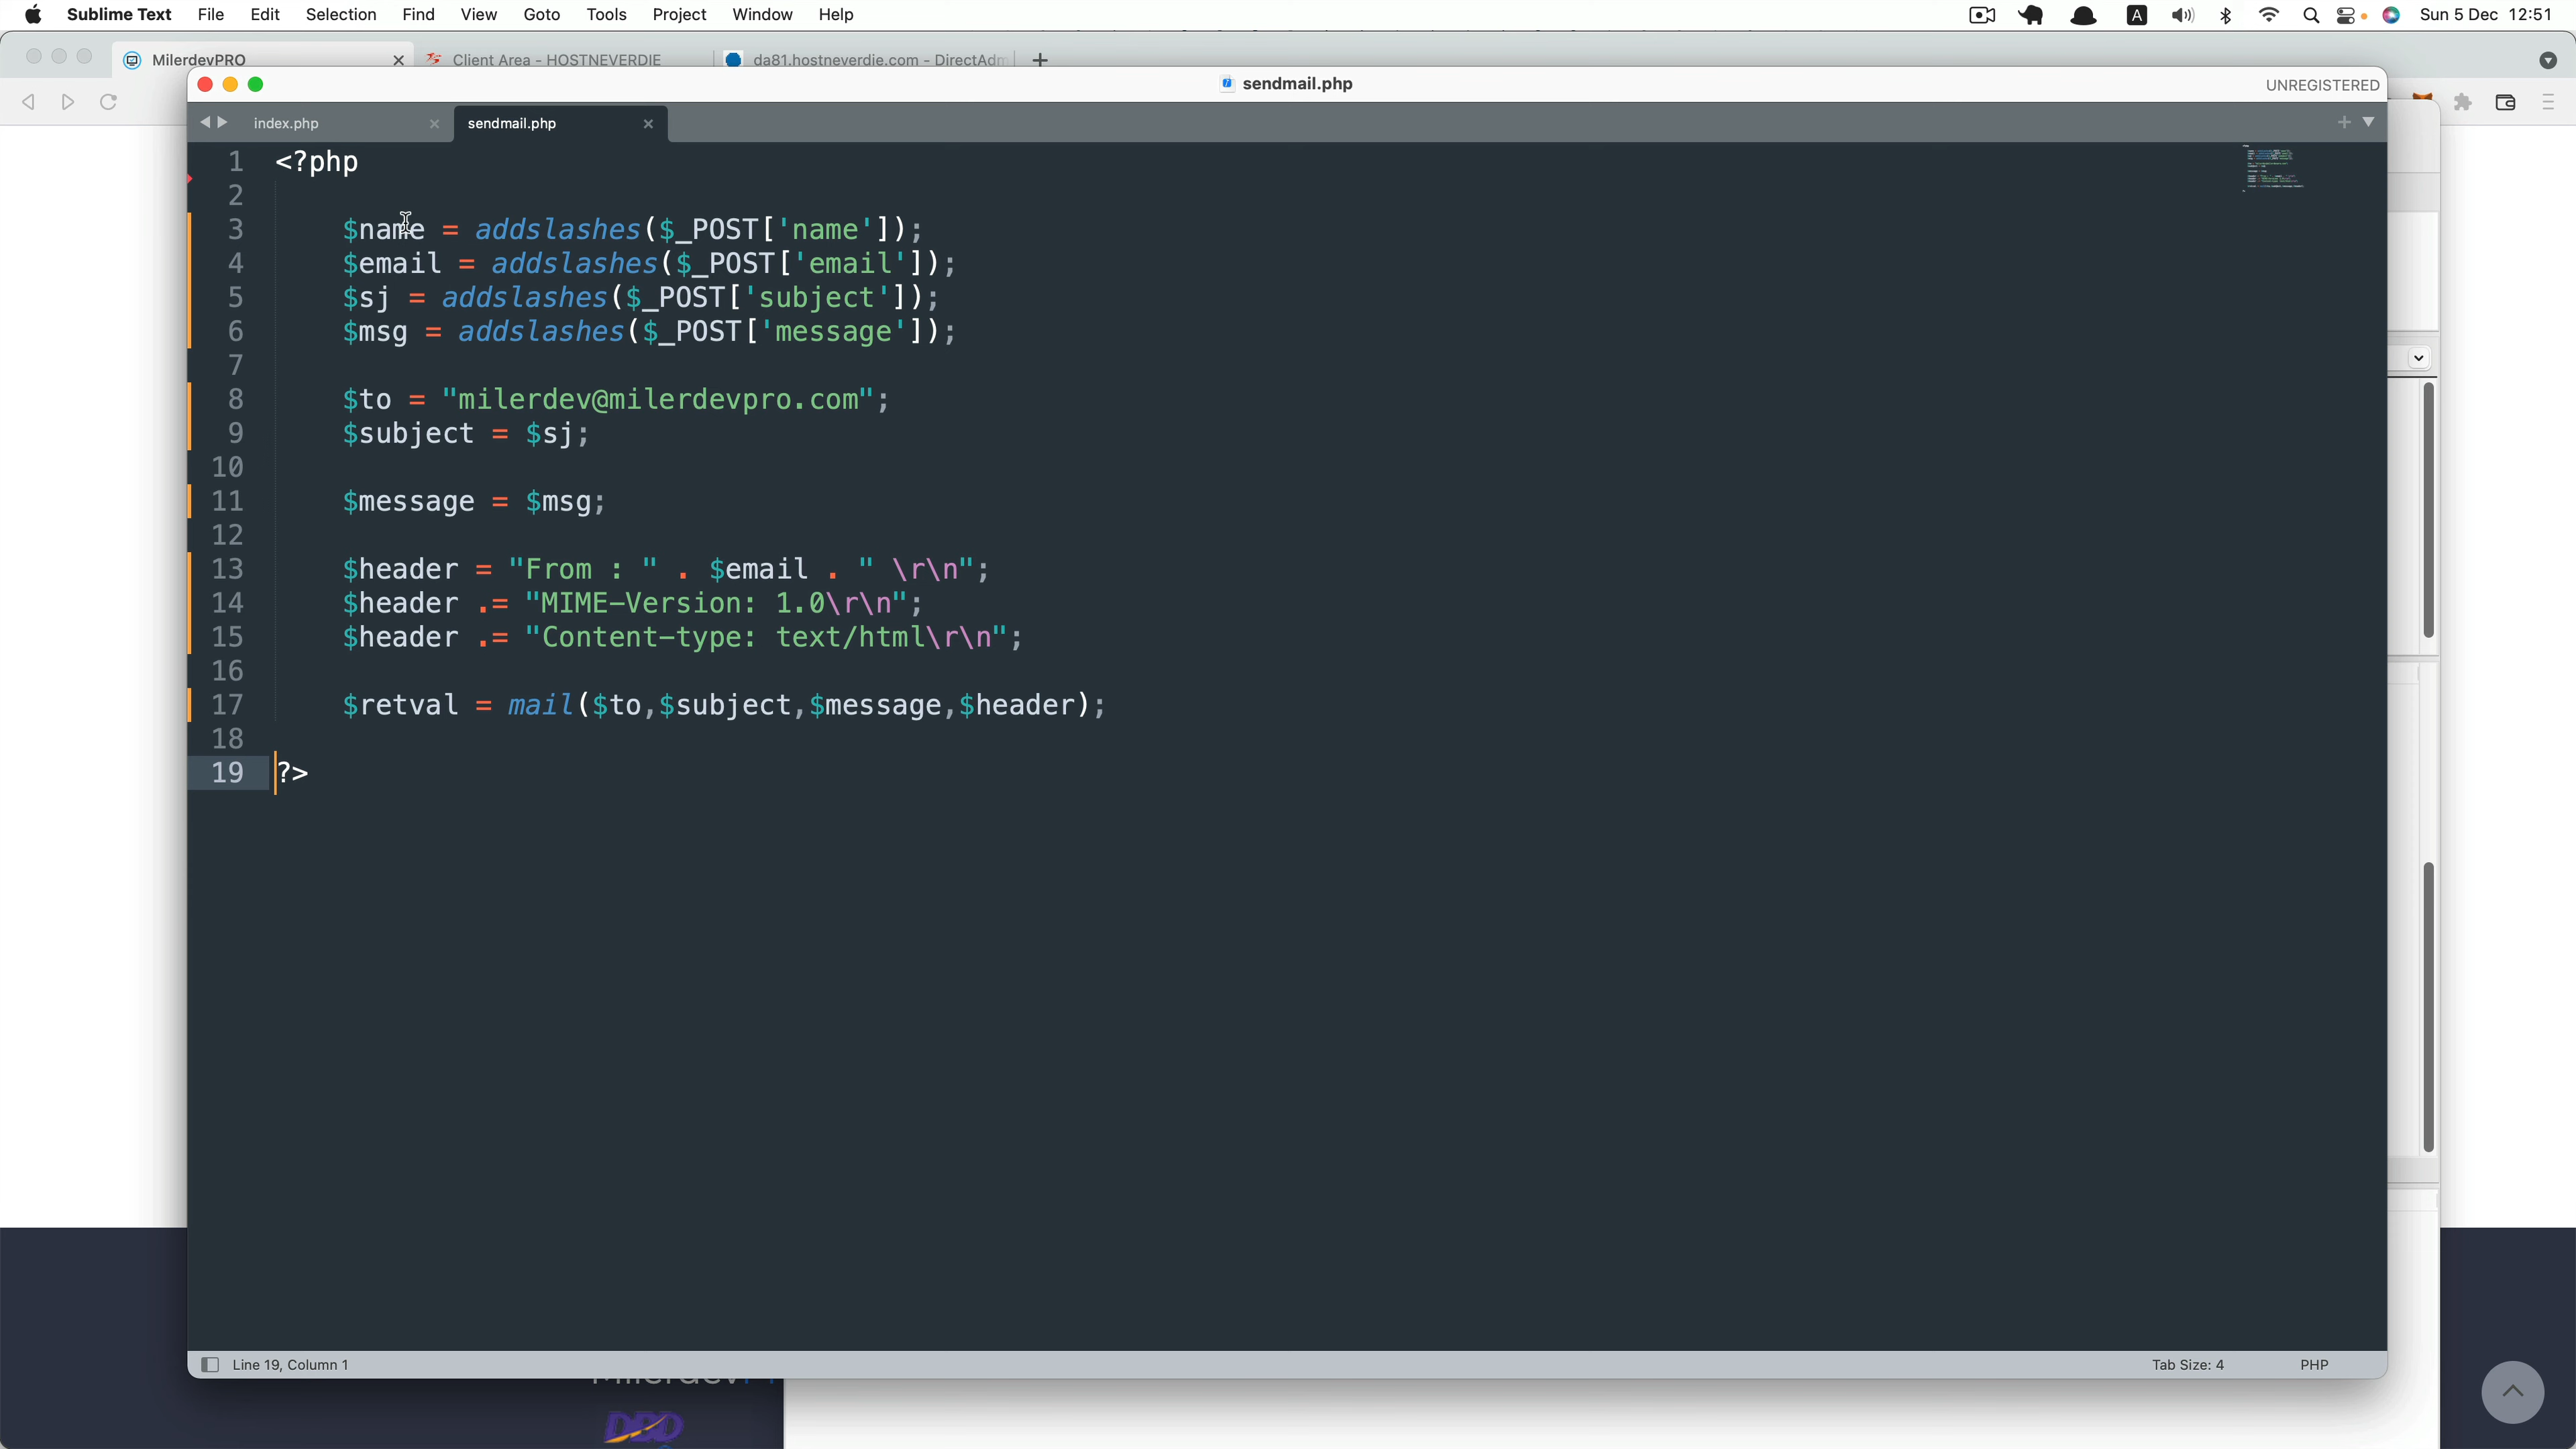 Sublime Text File Edit Selection Find View Goto Tools Project Window Help A Sun 5 Dec 12:51
MilerdevPRO Client Area - HOSTNEVERDIE da81.hostneverdie.com - DirectAdm
sendmail.php UNREGISTERED
index.php sendmail.php
1 <?php
2
3 $name = addslashes($_POST['name']);
4 $email = addslashes($_POST['email']);
5 $sj = addslashes($_POST['subject']);
6 $msg = addslashes($_POST['message']);
7
8 $to = "milerdev@milerdevpro.com";
9 $subject = $sj;
10
11 $message = $msg;
12
13 $header = "From : " . $email . " \r\n";
14 $header .= "MIME-Version: 1.0\r\n";
15 $header .= "Content-type: text/html\r\n";
16
17 $retval = mail($to,$subject,$message,$header);
18
19 ?>
Line 19, Column 1 Tab Size: 4 PHP
DBD